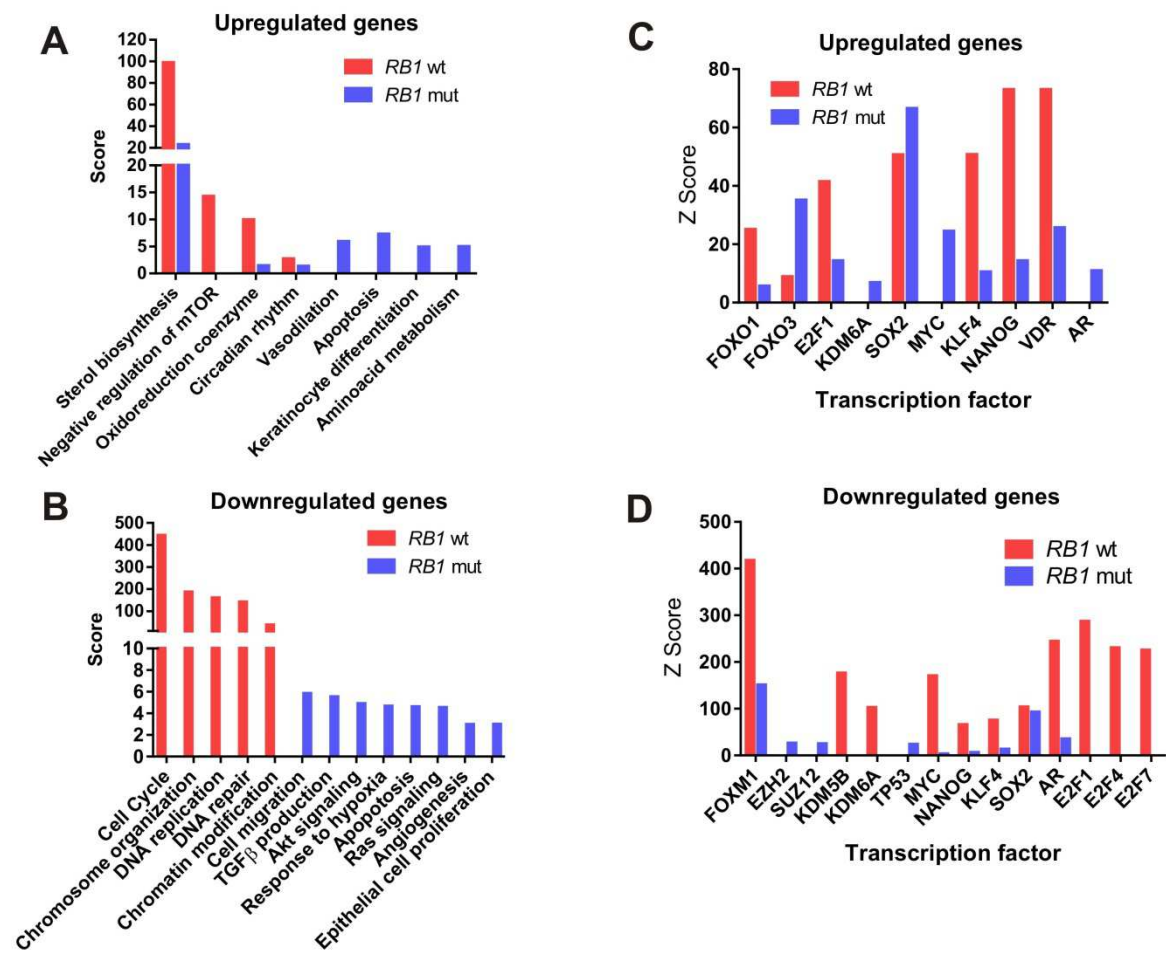 A
Upregulated genes
RB1 wt
RB1 mut
Score
120
100
80
60
40
20
20
15
10
5
0
Sterol biosynthesis
Negative regulation of mTOR
Oxidoreduction coenzyme
Circadian rhythm
Vasodilation
Apoptosis
Keratinocyte differentiation
Aminoacid metabolism
B
Downregulated genes
RB1 wt
RB1 mut
Score
500
400
300
200
100
10
8
6
4
2
0
Cell Cycle
Chromosome organization
DNA replication
DNA repair
Chromatin modification
Cell migration
TGFβ production
Akt signaling
Response to hypoxia
Apoptosis
Ras signaling
Angiogenesis
Epithelial cell proliferation
C
Upregulated genes
RB1 wt
RB1 mut
Z Score
80
60
40
20
0
FOXO1
FOXO3
E2F1
KDM6A
SOX2
MYC
KLF4
NANOG
VDR
AR
Transcription factor
D
Downregulated genes
RB1 wt
RB1 mut
Z Score
500
400
300
200
100
0
FOXM1
EZH2
SUZ12
KDM5B
KDM6A
TP53
MYC
NANOG
KLF4
SOX2
AR
E2F1
E2F4
E2F7
Transcription factor